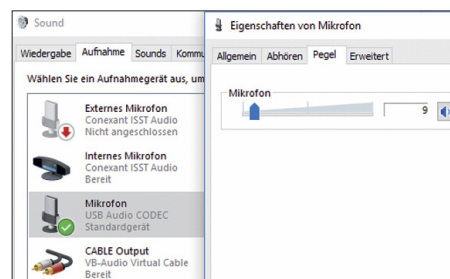 Sound
Wiedergabe Aufnahme Sounds Kommu
Wählen Sie ein Aufnahmegerät aus, um
Externes Mikrofon
Conexant ISST Audio
Nicht angeschlossen
Internes Mikrofon
Conexant ISST Audio
Bereit
Mikrofon
USB Audio CODEC
Standardgerät
CABLE Output
VB-Audio Virtual Cable
Bereit
Eigenschaften von Mikrofon
Allgemein Abhören Pegel Erweitert
Mikrofon
9